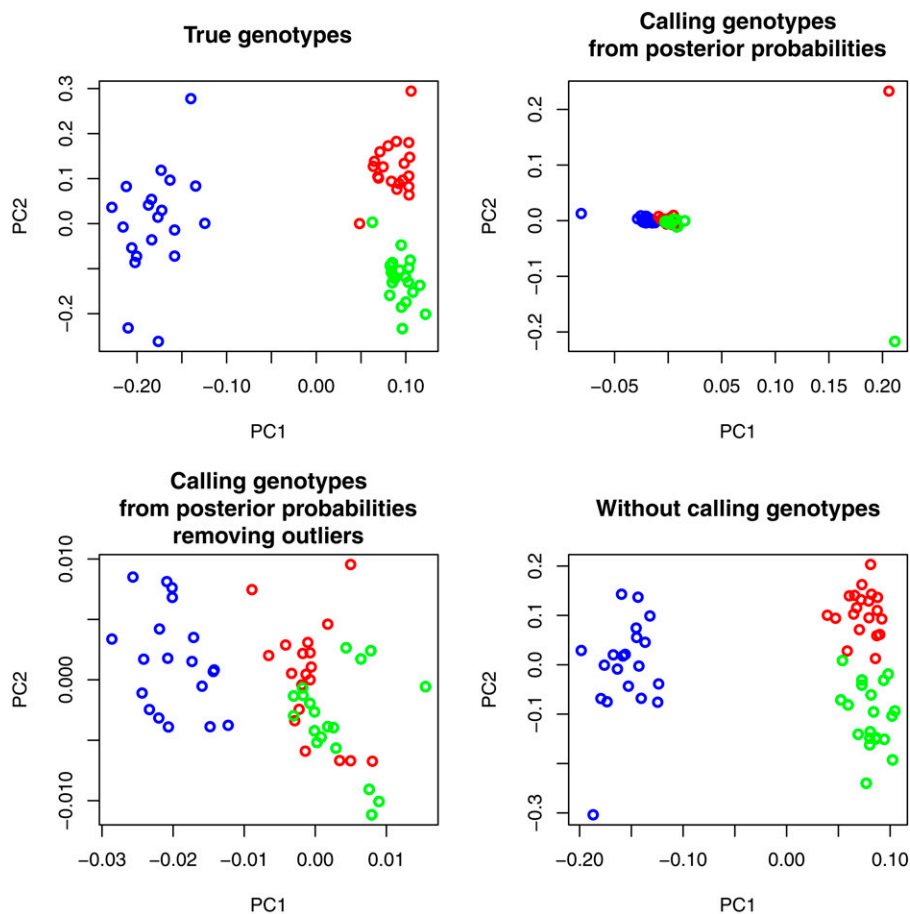 True genotypes
PC2
0.3
0.2
0.1
0.0
−0.2
−0.20
−0.10
0.00
0.10
PC1
Calling genotypes
from posterior probabilities
PC2
0.2
0.1
0.0
−0.1
−0.2
−0.05
0.05
0.10
0.15
0.20
PC1
Calling genotypes
from posterior probabilities
removing outliers
PC2
0.010
0.000
−0.010
−0.03
−0.02
−0.01
0.00
0.01
PC1
Without calling genotypes
PC2
0.2
0.1
−0.1
−0.3
−0.20
−0.10
0.00
0.10
PC1